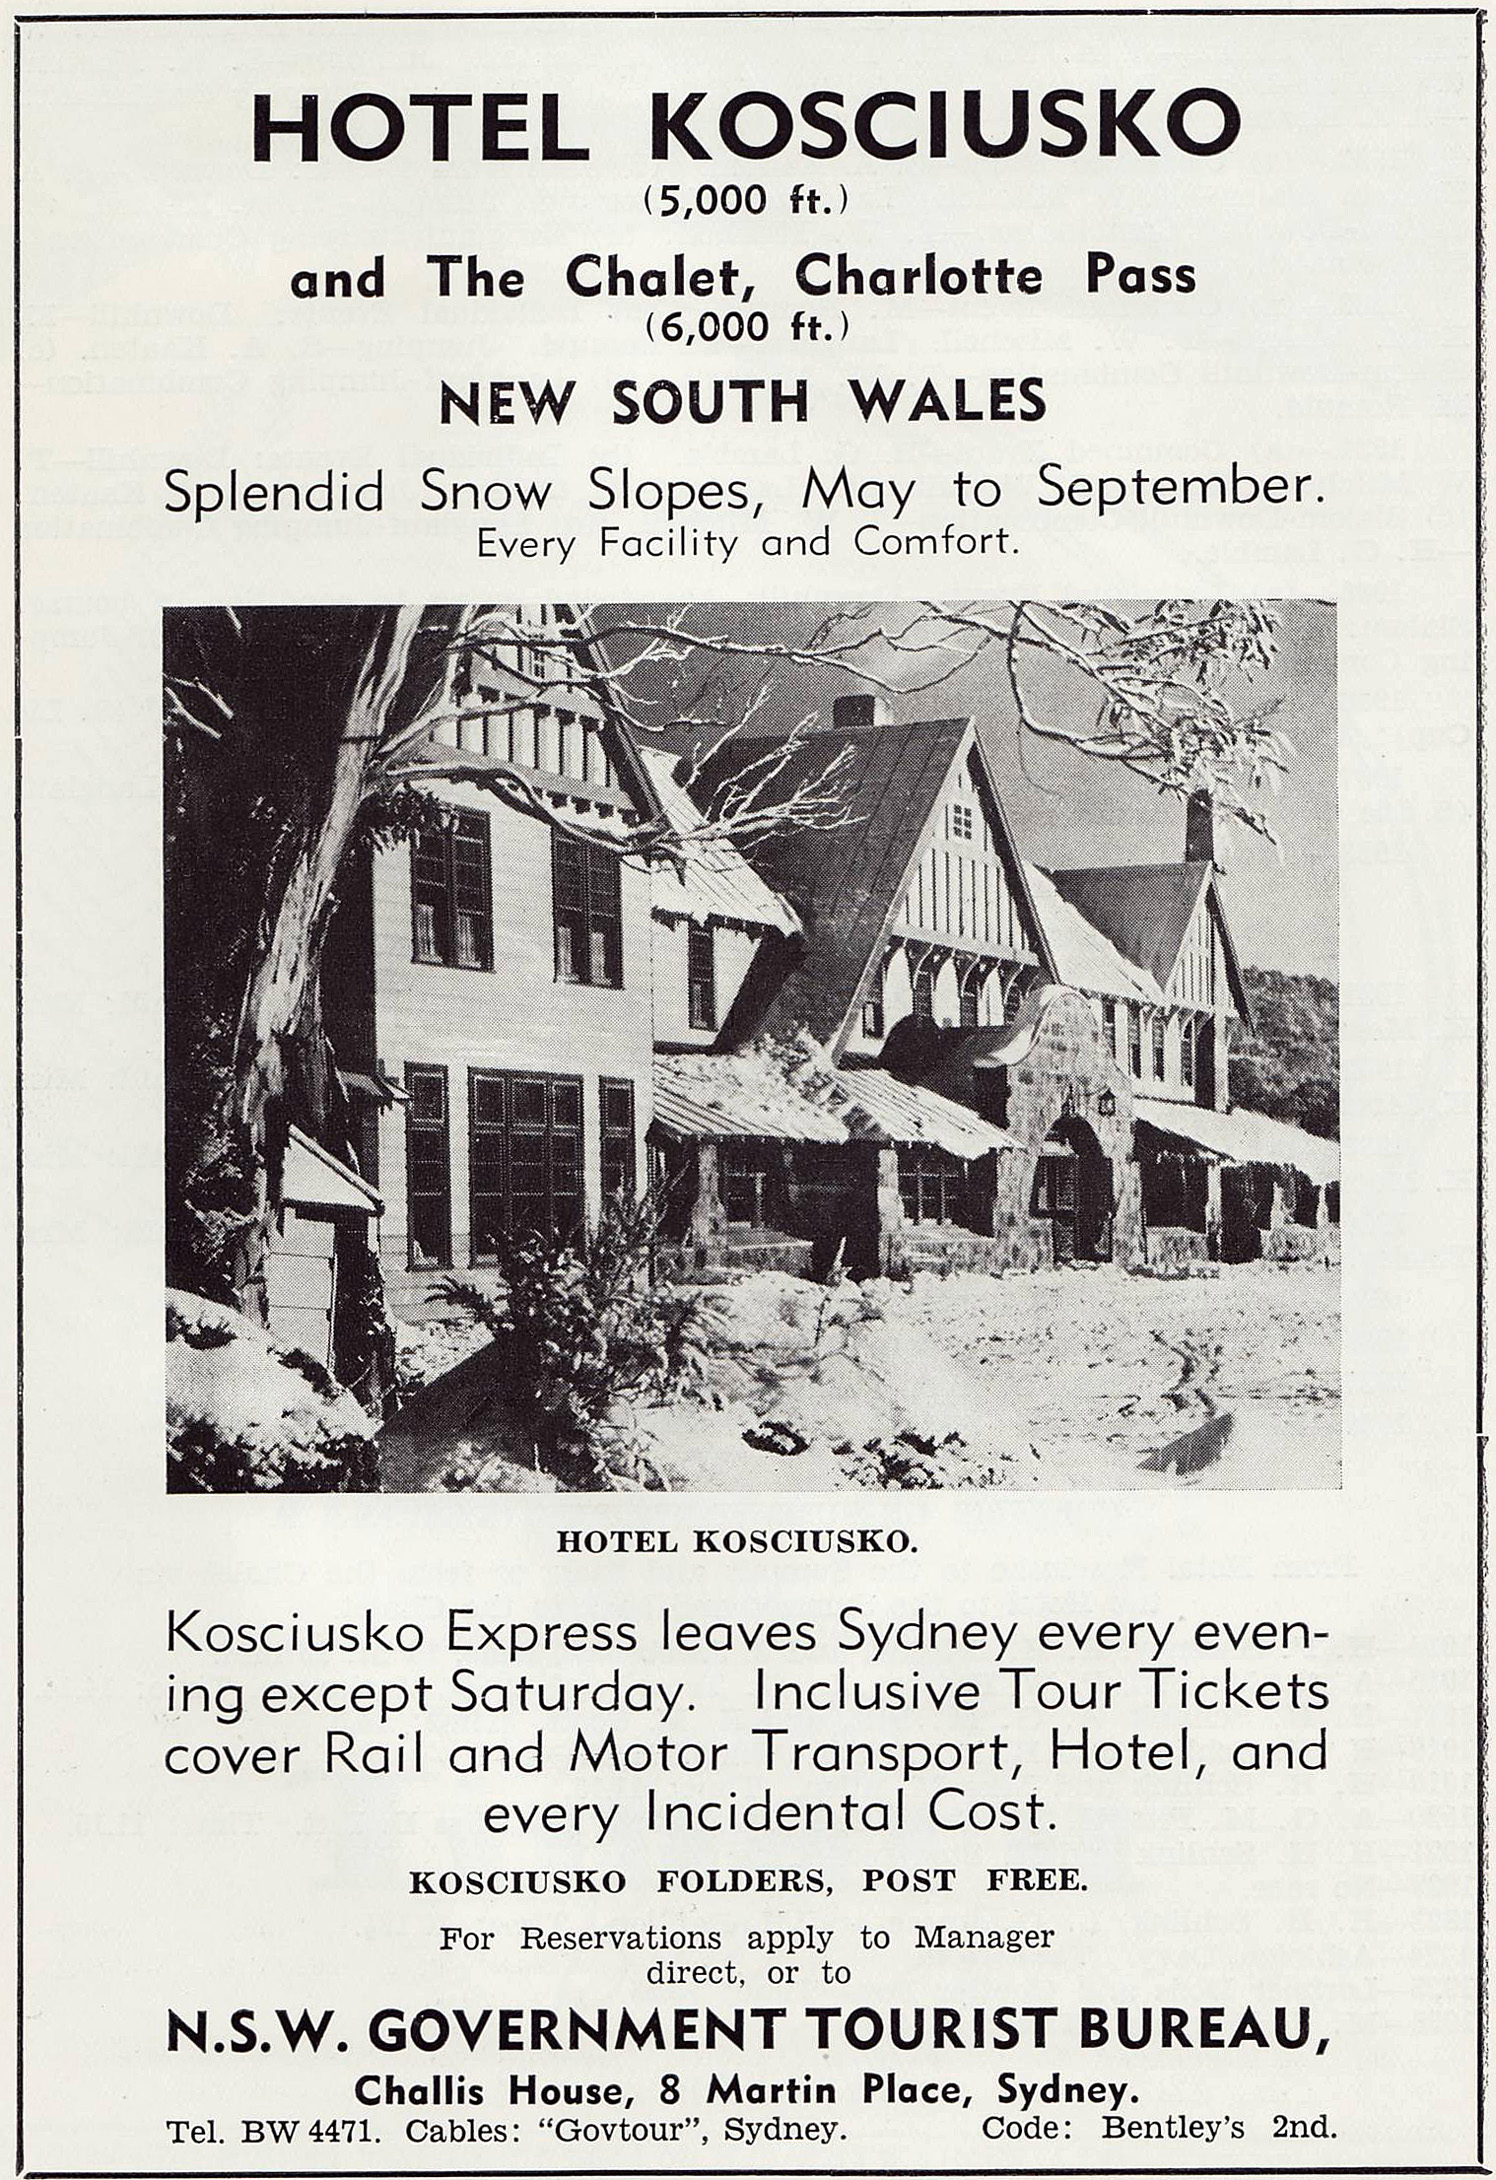 HOTEL KOSCIUSKO
(5,000 ft.)
and The Chalet, Charlotte Pass
(6,000 ft.)
NEW SOUTH WALES
Splendid Snow Slopes, May to September.
Every Facility and Comfort.
HOTEL KOSCIUSKO.
Kosciusko Express leaves Sydney every even-
ing except Saturday. Inclusive Tour Tickets
cover Rail and Motor Transport, Hotel, and
every Incidental Cost.
KOSCIUSKO FOLDERS, POST FREE.
For Reservations apply to Manager
direct, or to
N.S.W. GOVERNMENT TOURIST BUREAU,
Challis House, 8 Martin Place, Sydney.
Tel. BW 4471. Cables: “Govtour”, Sydney. Code: Bentley's 2nd.